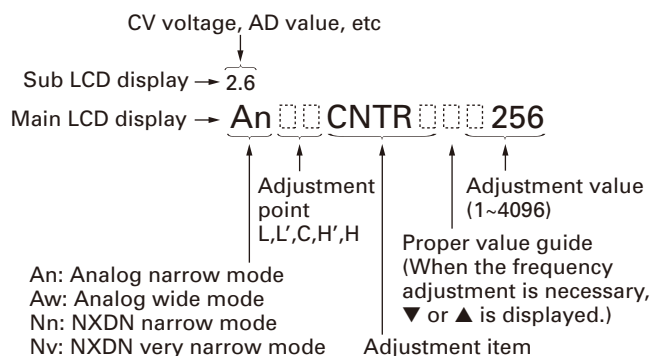 CV voltage, AD value, etc
Sub LCD display → 2.6
Main LCD display → An CNTR 256
Adjustment point
L,L′,C,H′,H
Adjustment value
(1~4096)
Proper value guide
(When the frequency
adjustment is necessary,
▼ or ▲ is displayed.)
An: Analog narrow mode
Aw: Analog wide mode
Nn: NXDN narrow mode
Nv: NXDN very narrow mode
Adjustment item